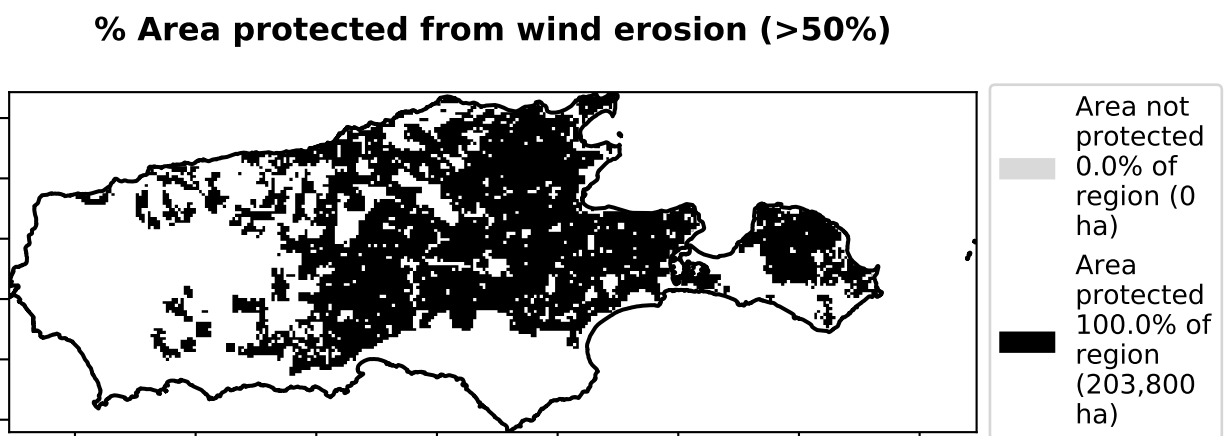 % Area protected from wind erosion (>50%)
Area not
protected
0.0% of
region (0
ha)
Area
protected
100.0% of
region
(203,800
ha)